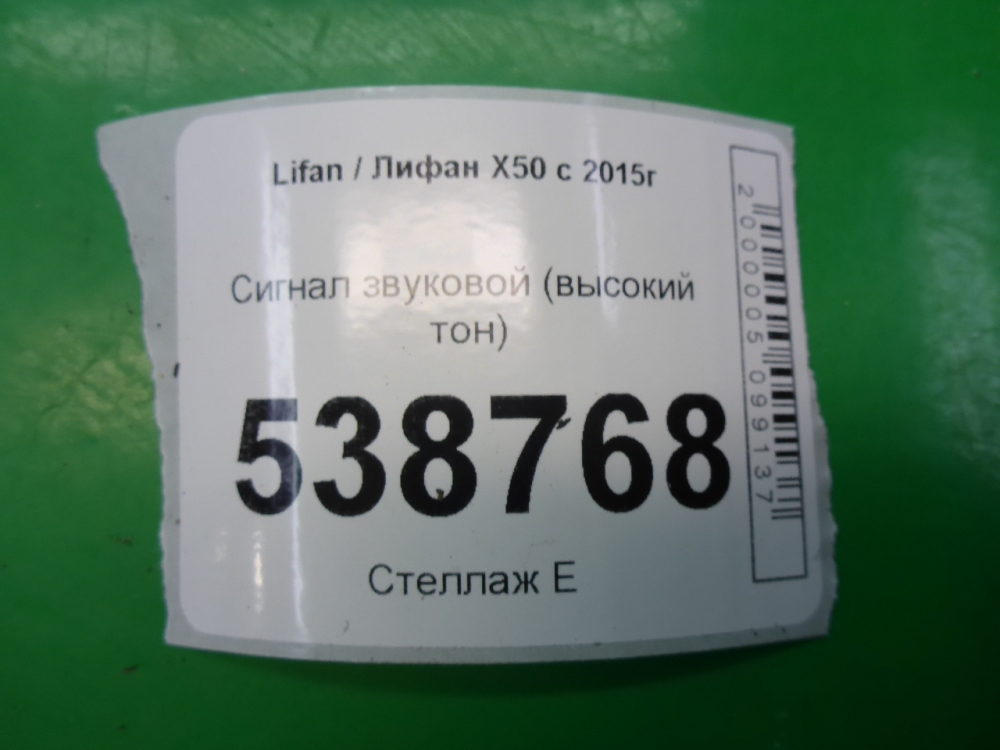 Lifan / Лифан X50 с 2015г
Сигнал звуковой (высокий
тон)
538768
Стеллаж Е
2000005099137